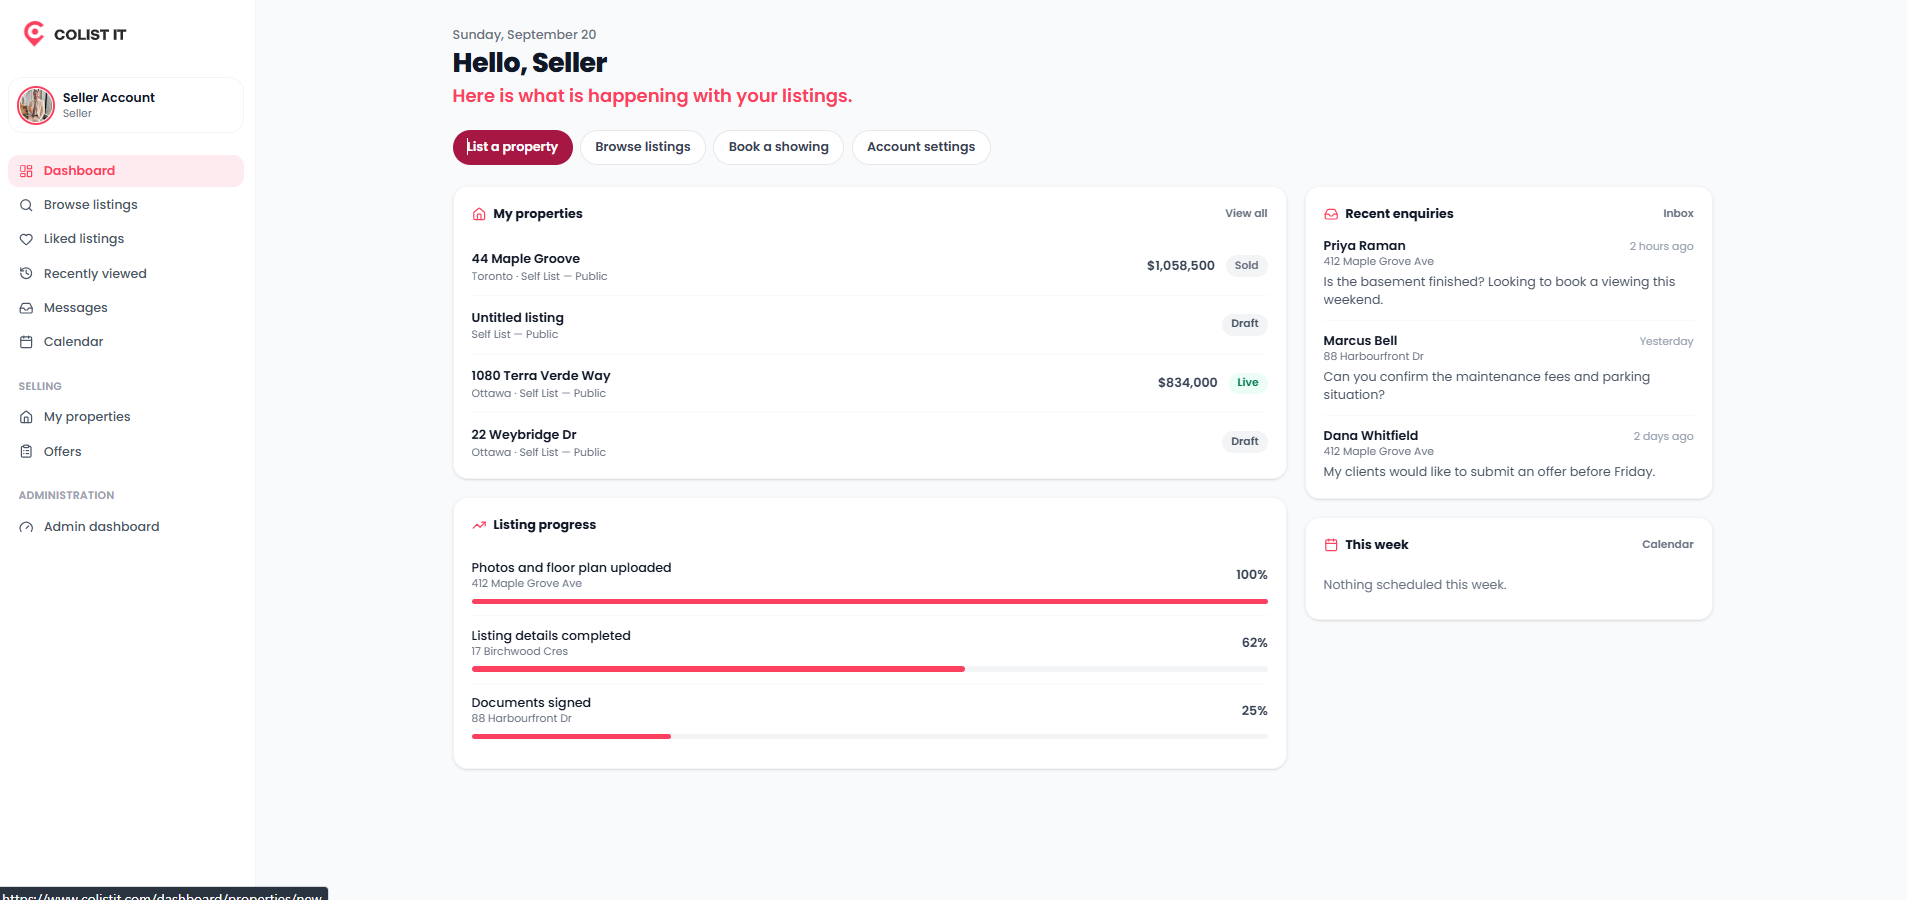 COLIST IT
Seller Account
Seller
Dashboard
Browse listings
Liked listings
Recently viewed
Messages
Calendar
SELLING
My properties
Offers
ADMINISTRATION
Admin dashboard
Sunday, September 20
Hello, Seller
Here is what is happening with your listings.
List a property
Browse listings
Book a showing
Account settings
My properties
View all
44 Maple Groove
Toronto · Self List — Public
$1,058,500
Sold
Untitled listing
Self List — Public
Draft
1080 Terra Verde Way
Ottawa · Self List — Public
$834,000
Live
22 Weybridge Dr
Ottawa · Self List — Public
Draft
Listing progress
Photos and floor plan uploaded
412 Maple Grove Ave
100%
Listing details completed
17 Birchwood Cres
62%
Documents signed
88 Harbourfront Dr
25%
Recent enquiries
Inbox
Priya Raman
2 hours ago
412 Maple Grove Ave
Is the basement finished? Looking to book a viewing this
weekend.
Marcus Bell
Yesterday
88 Harbourfront Dr
Can you confirm the maintenance fees and parking
situation?
Dana Whitfield
2 days ago
412 Maple Grove Ave
My clients would like to submit an offer before Friday.
This week
Calendar
Nothing scheduled this week.
https://www.colistit.com/dashboard/properties/new